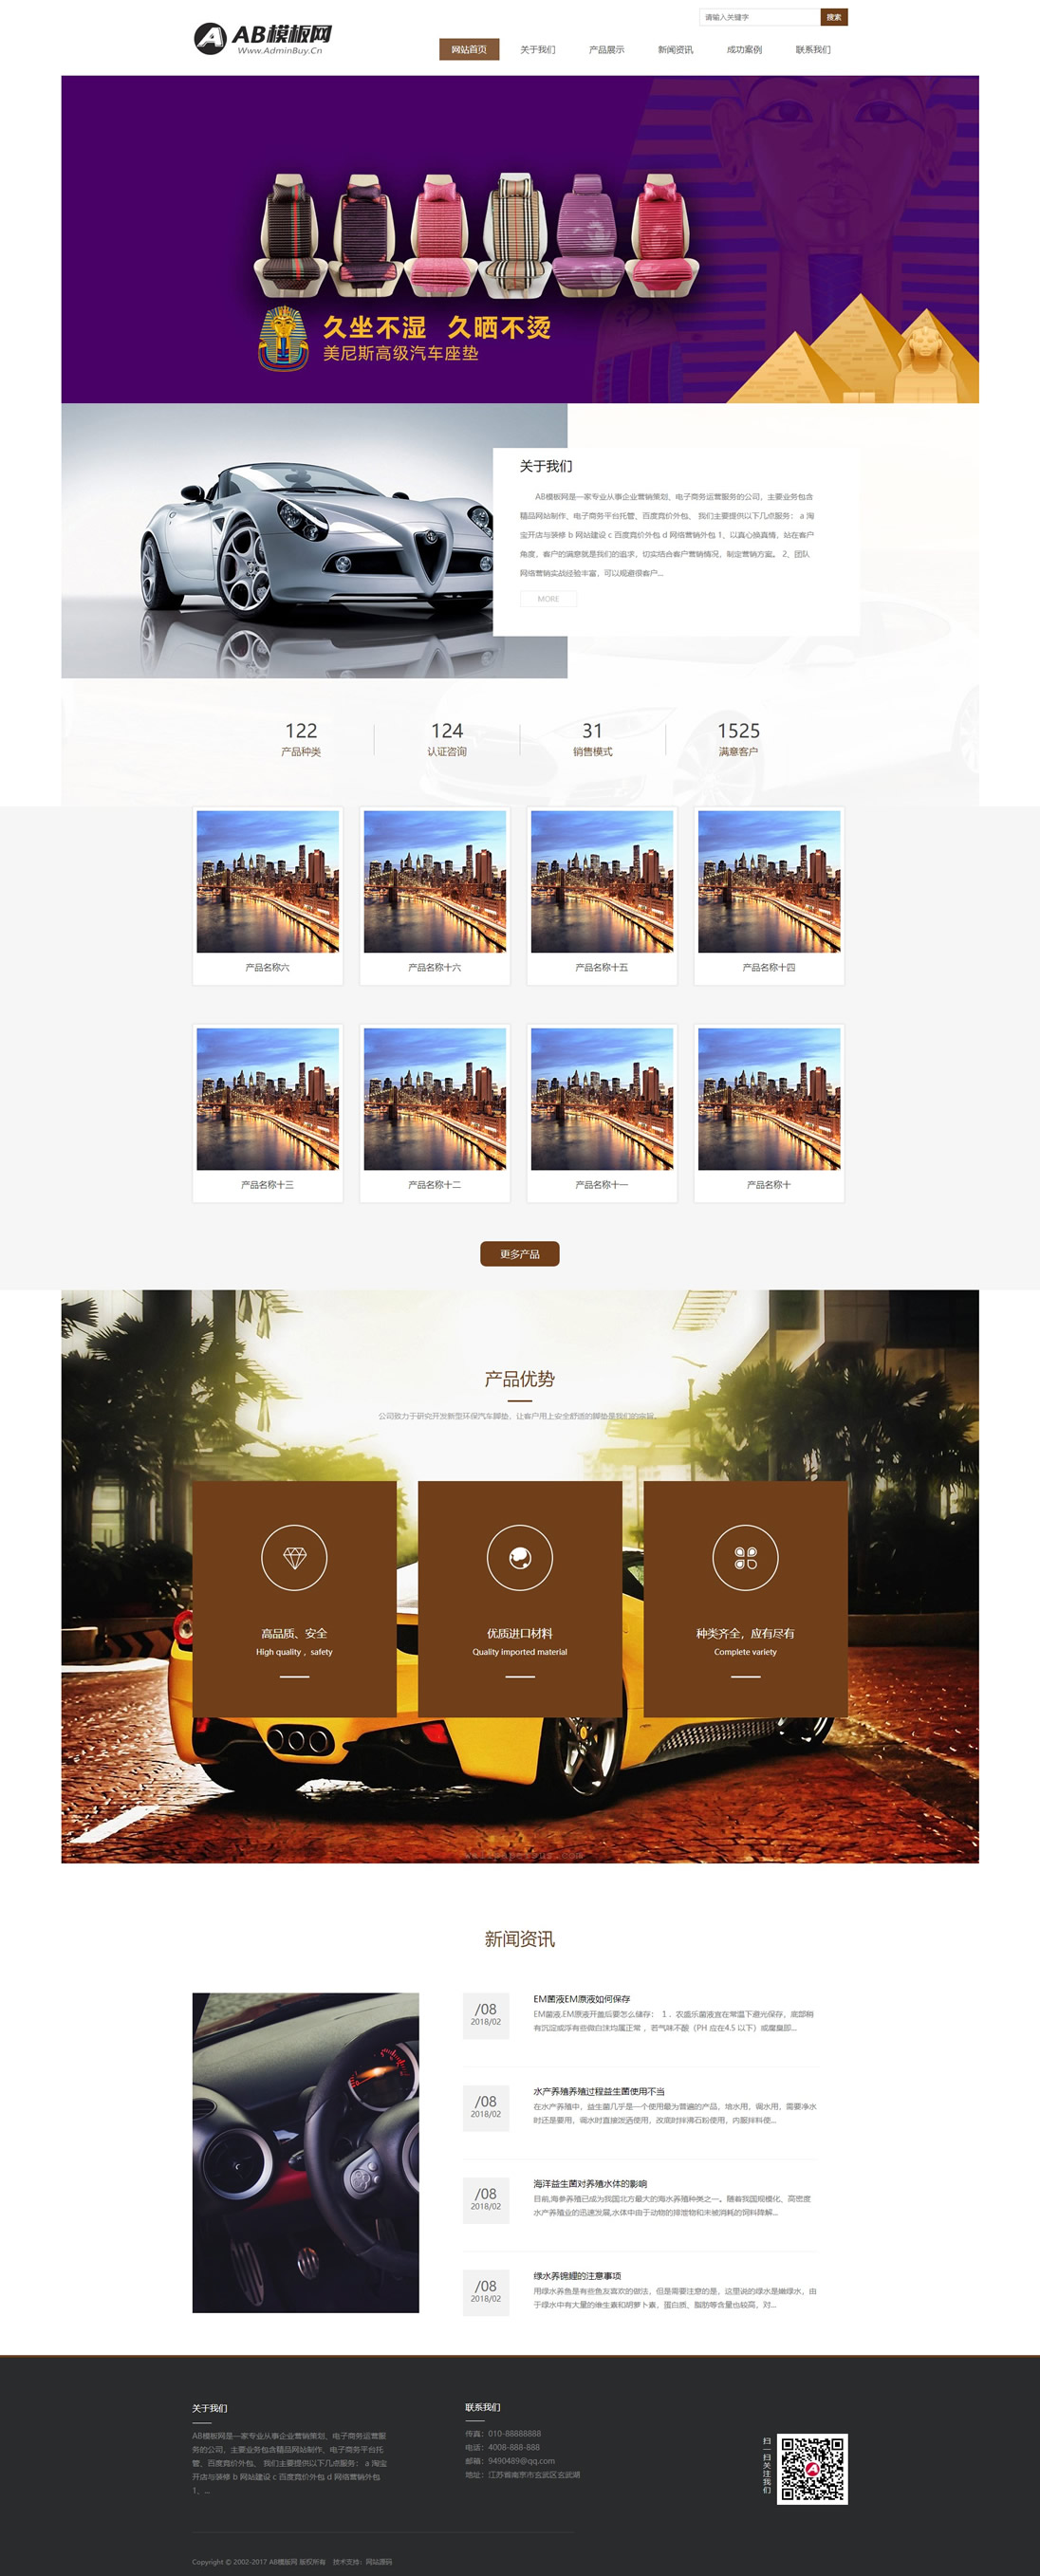 AB模板网
Www.AdminBuy.Cn
请输入关键字
搜索
网站首页 关于我们 产品展示 新闻资讯 成功案例 联系我们
久坐不湿 久晒不烫
美尼斯高级汽车座垫
关于我们
AB模板网是一家专业从事企业营销策划、电子商务运营服务的公司，主要业务包含
精品网站制作、电子商务平台托管、百度竞价外包、 我们主要提供以下几点服务： a 淘
宝开店与装修 b 网站建设 c 百度竞价外包 d 网络营销外包 1，以真心换真情，站在客户
角度，客户的满意就是我们的追求，切实结合客户营销情况，制定营销方案。 2、团队
网络营销实战经验丰富，可以规避很客户...
MORE
122 124 31 1525
产品种类 认证咨询 销售模式 满意客户
产品名称六 产品名称十六 产品名称十五 产品名称十四
产品名称十三 产品名称十二 产品名称十一 产品名称十
更多产品
产品优势
公司致力于研究开发新型环保汽车脚垫，让客户用上安全舒适的脚垫是我们的宗旨。
高品质、安全
High quality ，safety
优质进口材料
Quality imported material
种类齐全，应有尽有
Complete variety
新闻资讯
/08
2018/02
EM菌液EM原液如何保存
EM菌液,EM原液开盖后要怎么储存： 1 、农盛乐菌液宜在常温下避光保存，底部稍
有沉淀或浮有些微白沫均属正常 ，若气味不酸（PH 应在4.5 以下）或腐臭即...
/08
2018/02
水产养殖养殖过程益生菌使用不当
在水产养殖中，益生菌几乎是一个使用最为普遍的产品，培水用，调水用，需要净水
时还是要用，调水时直接泼洒使用，改底时拌沸石粉使用，内服拌料使...
/08
2018/02
海洋益生菌对养殖水体的影响
目前,海参养殖已成为我国北方最大的海水养殖种类之一。随着我国规模化、高密度
水产养殖业的迅速发展,水体中由于动物的排泄物和未被消耗的饲料降解...
/08
2018/02
绿水养锦鲤的注意事项
用绿水养鱼是有些鱼友喜欢的做法，但是需要注意的是，这里说的绿水是嫩绿水，由
于绿水中有大量的维生素和胡萝卜素，蛋白质、脂肪等含量也较高，对...
关于我们
AB模板网是一家专业从事企业营销策划、电子商务运营服
务的公司，主要业务包含精品网站制作、电子商务平台托
管、百度竞价外包、 我们主要提供以下几点服务： a 淘宝
开店与装修 b 网站建设 c 百度竞价外包 d 网络营销外包
1，...
联系我们
传真：010-88888888
电话：4008-888-888
邮箱：9490489@qq.com
地址：江苏省南京市玄武区玄武湖
扫一扫关注我们
Copyright © 2002-2017 AB模板网 版权所有 技术支持：网站源码